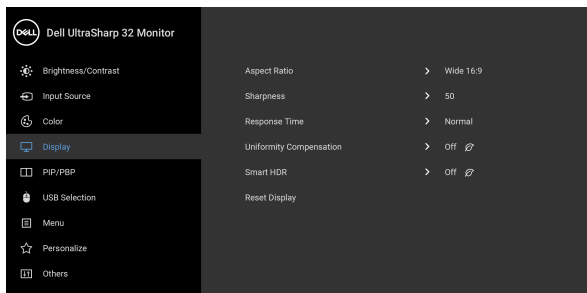 DELL Dell UltraSharp 32 Monitor
Brightness/Contrast
Input Source
Color
Display
PIP/PBP
USB Selection
Menu
Personalize
Others
Aspect Ratio > Wide 16:9
Sharpness > 50
Response Time > Normal
Uniformity Compensation > Off
Smart HDR > Off
Reset Display